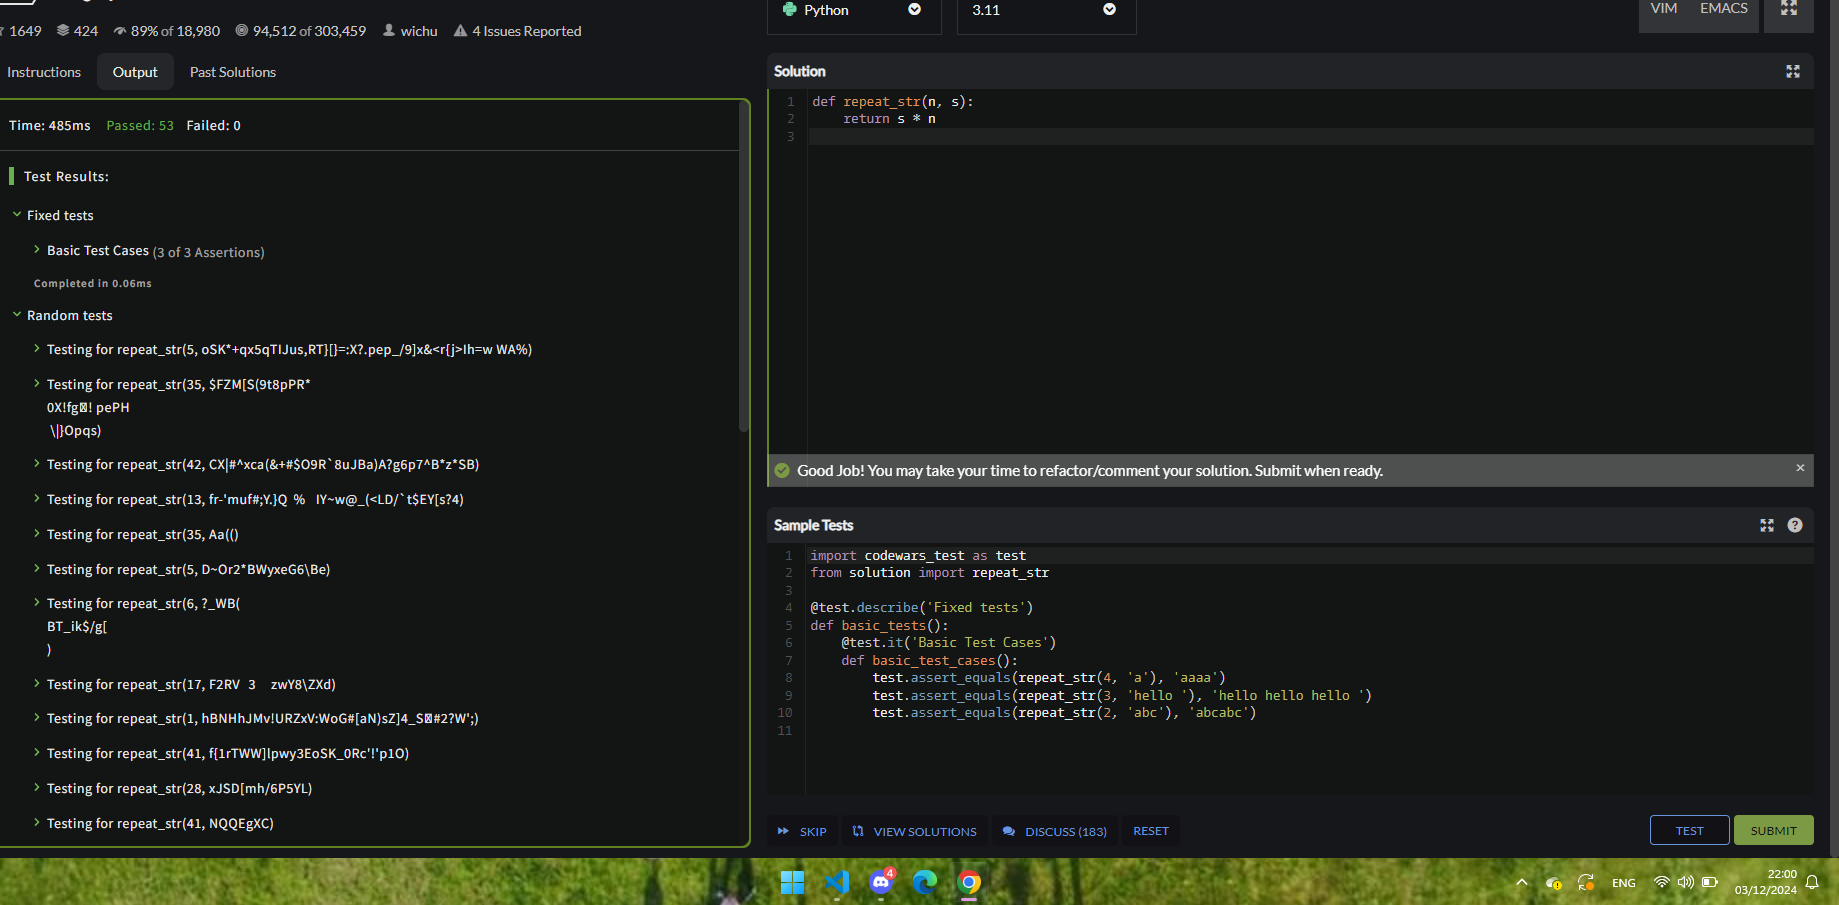 1649 424 89% of 18,980 94,512 of 303,459 wichu 4 Issues Reported
Instructions Output Past Solutions
Time: 485ms Passed: 53 Failed: 0
Test Results:
Fixed tests
Basic Test Cases (3 of 3 Assertions)
Completed in 0.06ms
Random tests
Testing for repeat_str(5, oSK*+qx5qTIJus,RT}[}=:X?.pep_/9]x&<r{j>Ih=w WA%)
Testing for repeat_str(35, $FZM[S(9t8pPR*
0X!fg! pePH
\|}Opqs)
Testing for repeat_str(42, CX|#^xca(&+#$O9R`8uJBa)A?g6p7^B*z*SB)
Testing for repeat_str(13, fr-'muf#;Y.}Q % IY~w@_(<LD/`t$EY[s?4)
Testing for repeat_str(35, Aa(()
Testing for repeat_str(5, D~Or2*BWyxeG6\Be)
Testing for repeat_str(6, ?_WB(
BT_ik$/g[
)
Testing for repeat_str(17, F2RV 3 zwY8\ZXd)
Testing for repeat_str(1, hBNHhJMv!URZxV:WoG#[aN)sZ]4_S#2?W';)
Testing for repeat_str(41, f{1rTWW]lpwy3EoSK_0Rc'!'p1O)
Testing for repeat_str(28, xJSD[mh/6P5YL)
Testing for repeat_str(41, NQQEgXC)
Python 3.11 VIM EMACS
Solution
1 def repeat_str(n, s):
2 return s * n
3
Good Job! You may take your time to refactor/comment your solution. Submit when ready. ×
Sample Tests
1 import codewars_test as test
2 from solution import repeat_str
3
4 @test.describe('Fixed tests')
5 def basic_tests():
6 @test.it('Basic Test Cases')
7 def basic_test_cases():
8 test.assert_equals(repeat_str(4, 'a'), 'aaaa')
9 test.assert_equals(repeat_str(3, 'hello '), 'hello hello hello ')
10 test.assert_equals(repeat_str(2, 'abc'), 'abcabc')
11
SKIP VIEW SOLUTIONS DISCUSS (183) RESET TEST SUBMIT
4
ENG
22:00
03/12/2024